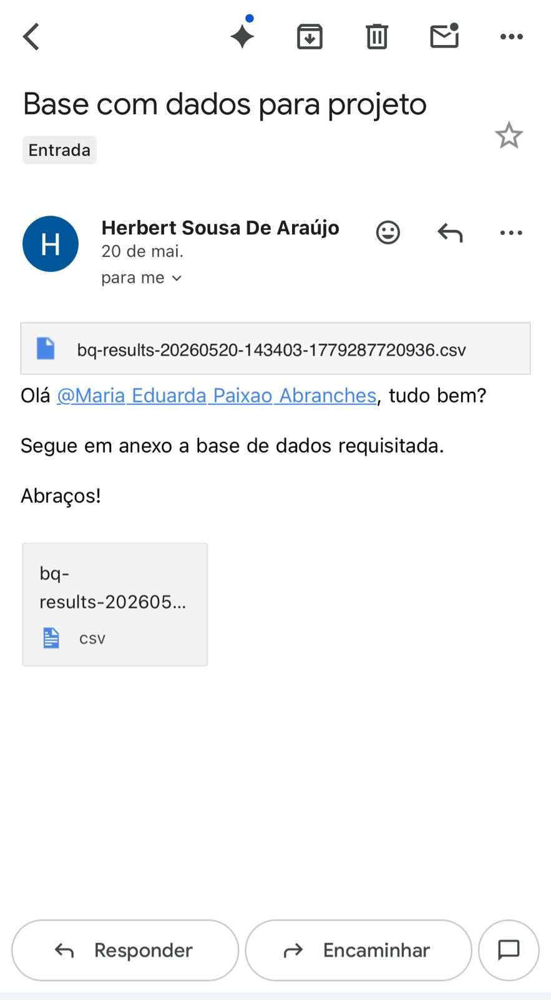 Base com dados para projeto
Entrada
H
Herbert Sousa De Araújo
20 de mai.
para me
bq-results-20260520-143403-1779287720936.csv
Olá @Maria Eduarda Paixao Abranches, tudo bem?
Segue em anexo a base de dados requisitada.
Abraços!
bq-
results-202605...
csv
Responder
Encaminhar